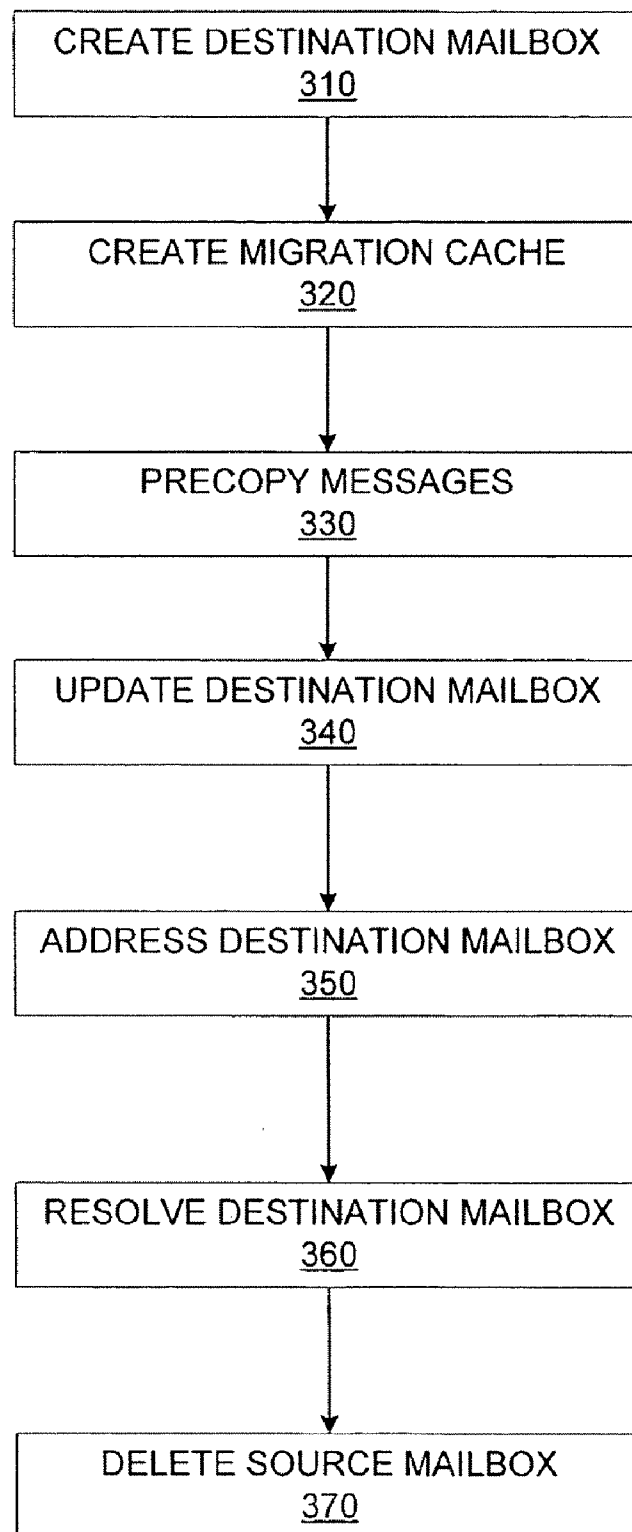 CREATE DESTINATION MAILBOX
310
CREATE MIGRATION CACHE
320
PRECOPY MESSAGES
330
UPDATE DESTINATION MAILBOX
340
ADDRESS DESTINATION MAILBOX
350
RESOLVE DESTINATION MAILBOX
360
DELETE SOURCE MAILBOX
370